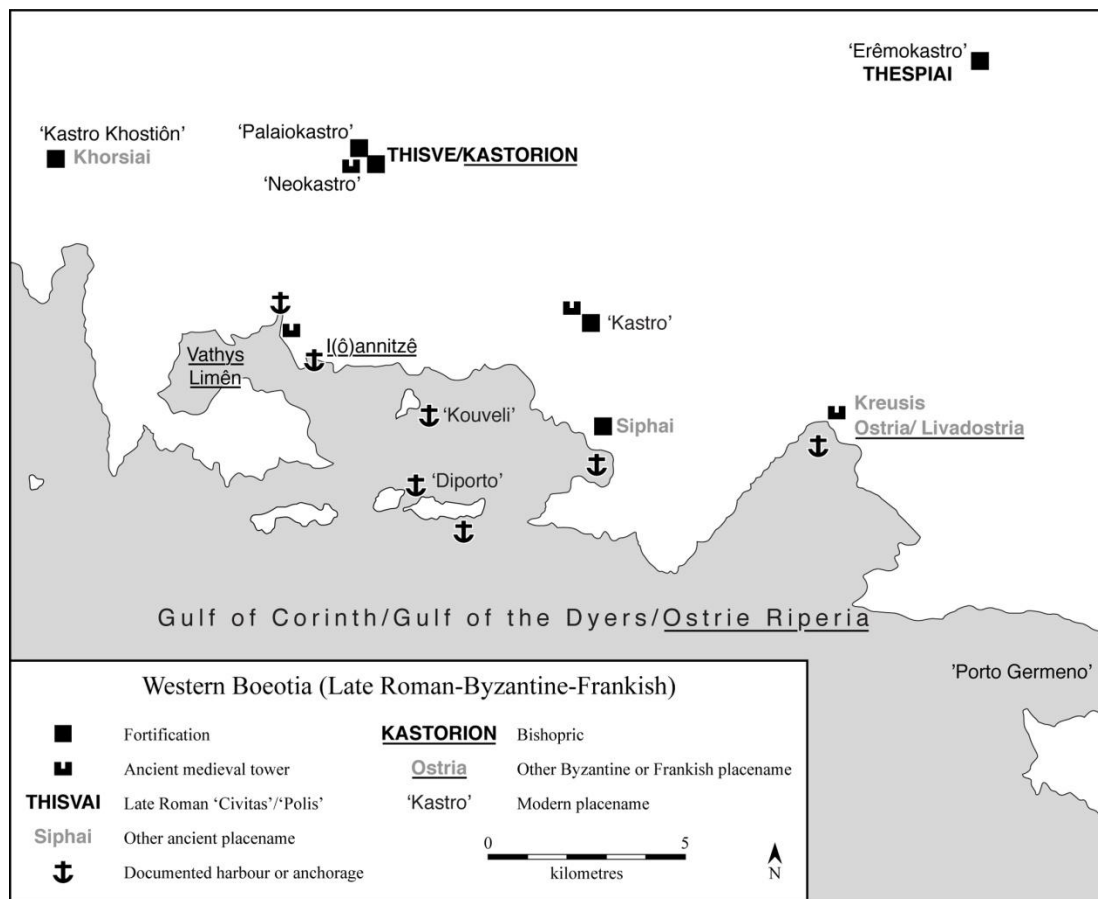 ‘Erêmokastro’
THESPIAI
‘Kastro Khostiôn’
Khorsiai
‘Palaiokastro’
THISVE/KASTORION
‘Neokastro’
‘Kastro’
I(ô)annitzê
Vathys
Limên
‘Kouveli’
Siphai
Kreusis
Ostria/ Livadostria
‘Diporto’
Gulf of Corinth/Gulf of the Dyers/Ostrie Riperia
'Porto Germeno'
Western Boeotia (Late Roman-Byzantine-Frankish)
Fortification
Ancient medieval tower
THISVAI Late Roman ‘Civitas’/‘Polis’
Siphai Other ancient placename
Documented harbour or anchorage
KASTORION Bishopric
Ostria Other Byzantine or Frankish placename
‘Kastro’ Modern placename
0 5
kilometres
N